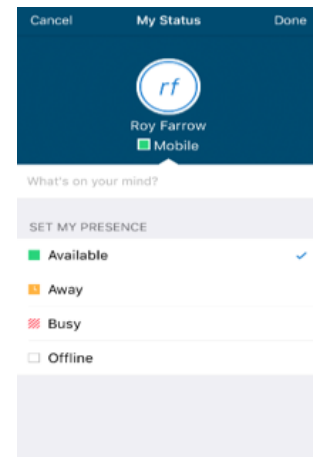 Cancel My Status Done
rf
Roy Farrow
Mobile
What's on your mind?
SET MY PRESENCE
Available
Away
Busy
Offline